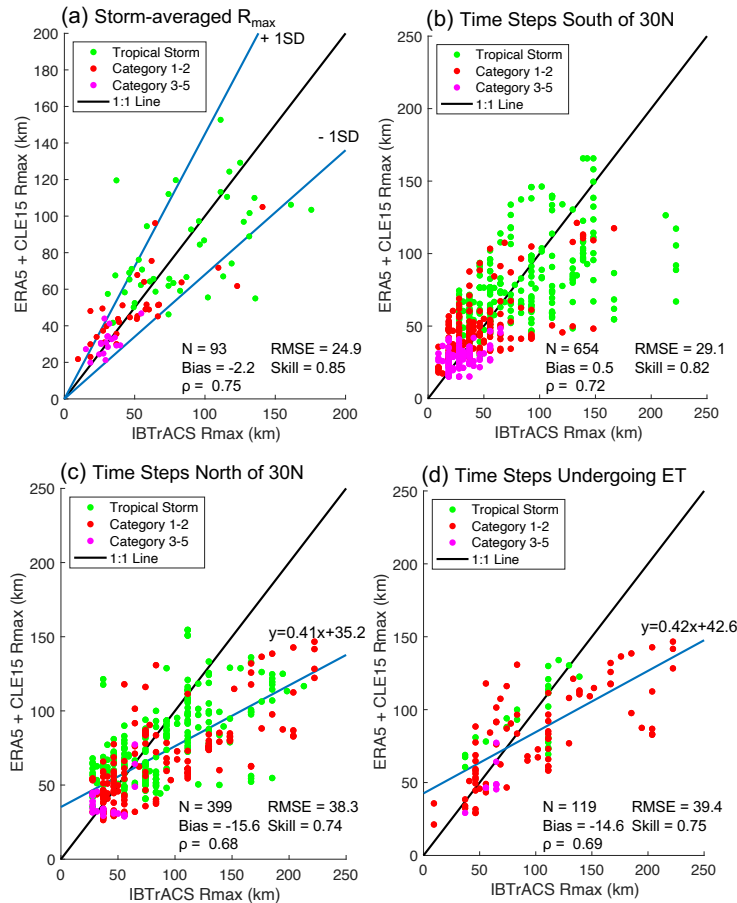 (a) Storm-averaged Rmax
+ 1SD
- 1SD
Tropical Storm
Category 1-2
Category 3-5
1:1 Line
ERA5 + CLE15 Rmax (km)
200
180
160
140
120
100
80
60
40
20
0
N = 93 RMSE = 24.9
Bias = -2.2 Skill = 0.85
ρ = 0.75
0 50 100 150 200
IBTrACS Rmax (km)
(b) Time Steps South of 30N
Tropical Storm
Category 1-2
Category 3-5
1:1 Line
ERA5 + CLE15 Rmax (km)
250
200
150
100
50
0
N = 654 RMSE = 29.1
Bias = 0.5 Skill = 0.82
ρ = 0.72
0 50 100 150 200 250
IBTrACS Rmax (km)
(c) Time Steps North of 30N
Tropical Storm
Category 1-2
Category 3-5
1:1 Line
y=0.41x+35.2
ERA5 + CLE15 Rmax (km)
250
200
150
100
50
0
N = 399 RMSE = 38.3
Bias = -15.6 Skill = 0.74
ρ = 0.68
0 50 100 150 200 250
IBTrACS Rmax (km)
(d) Time Steps Undergoing ET
Tropical Storm
Category 1-2
Category 3-5
1:1 Line
y=0.42x+42.6
ERA5 + CLE15 Rmax (km)
250
200
150
100
50
0
N = 119 RMSE = 39.4
Bias = -14.6 Skill = 0.75
ρ = 0.69
0 50 100 150 200 250
IBTrACS Rmax (km)